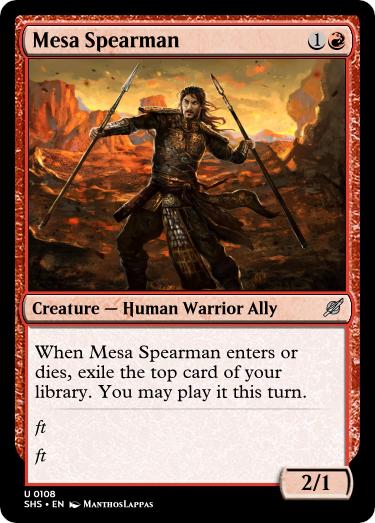 Mesa Spearman 1
Creature — Human Warrior Ally
When Mesa Spearman enters or
dies, exile the top card of your
library. You may play it this turn.
ft
ft
2/1
U 0108
SHS • EN ManthosLappas